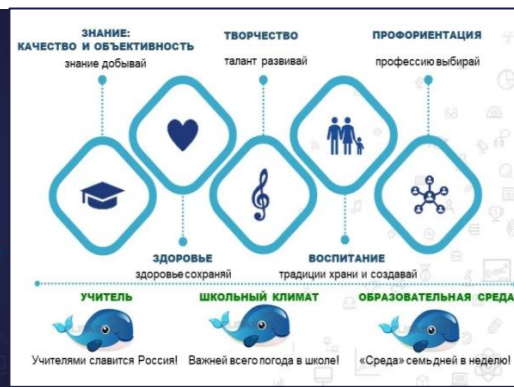 ЗНАНИЕ:
КАЧЕСТВО И ОБЪЕКТИВНОСТЬ
знание добывай
ТВОРЧЕСТВО
талант развивай
ПРОФОРИЕНТАЦИЯ
профессию выбирай
ЗДОРОВЬЕ
здоровье сохраняй
ВОСПИТАНИЕ
традиции храни и создавай
УЧИТЕЛЬ
Учителями славится Россия!
ШКОЛЬНЫЙ КЛИМАТ
Важней всего погода в школе!
ОБРАЗОВАТЕЛЬНАЯ СРЕДА
«Среда» семь дней в неделю!